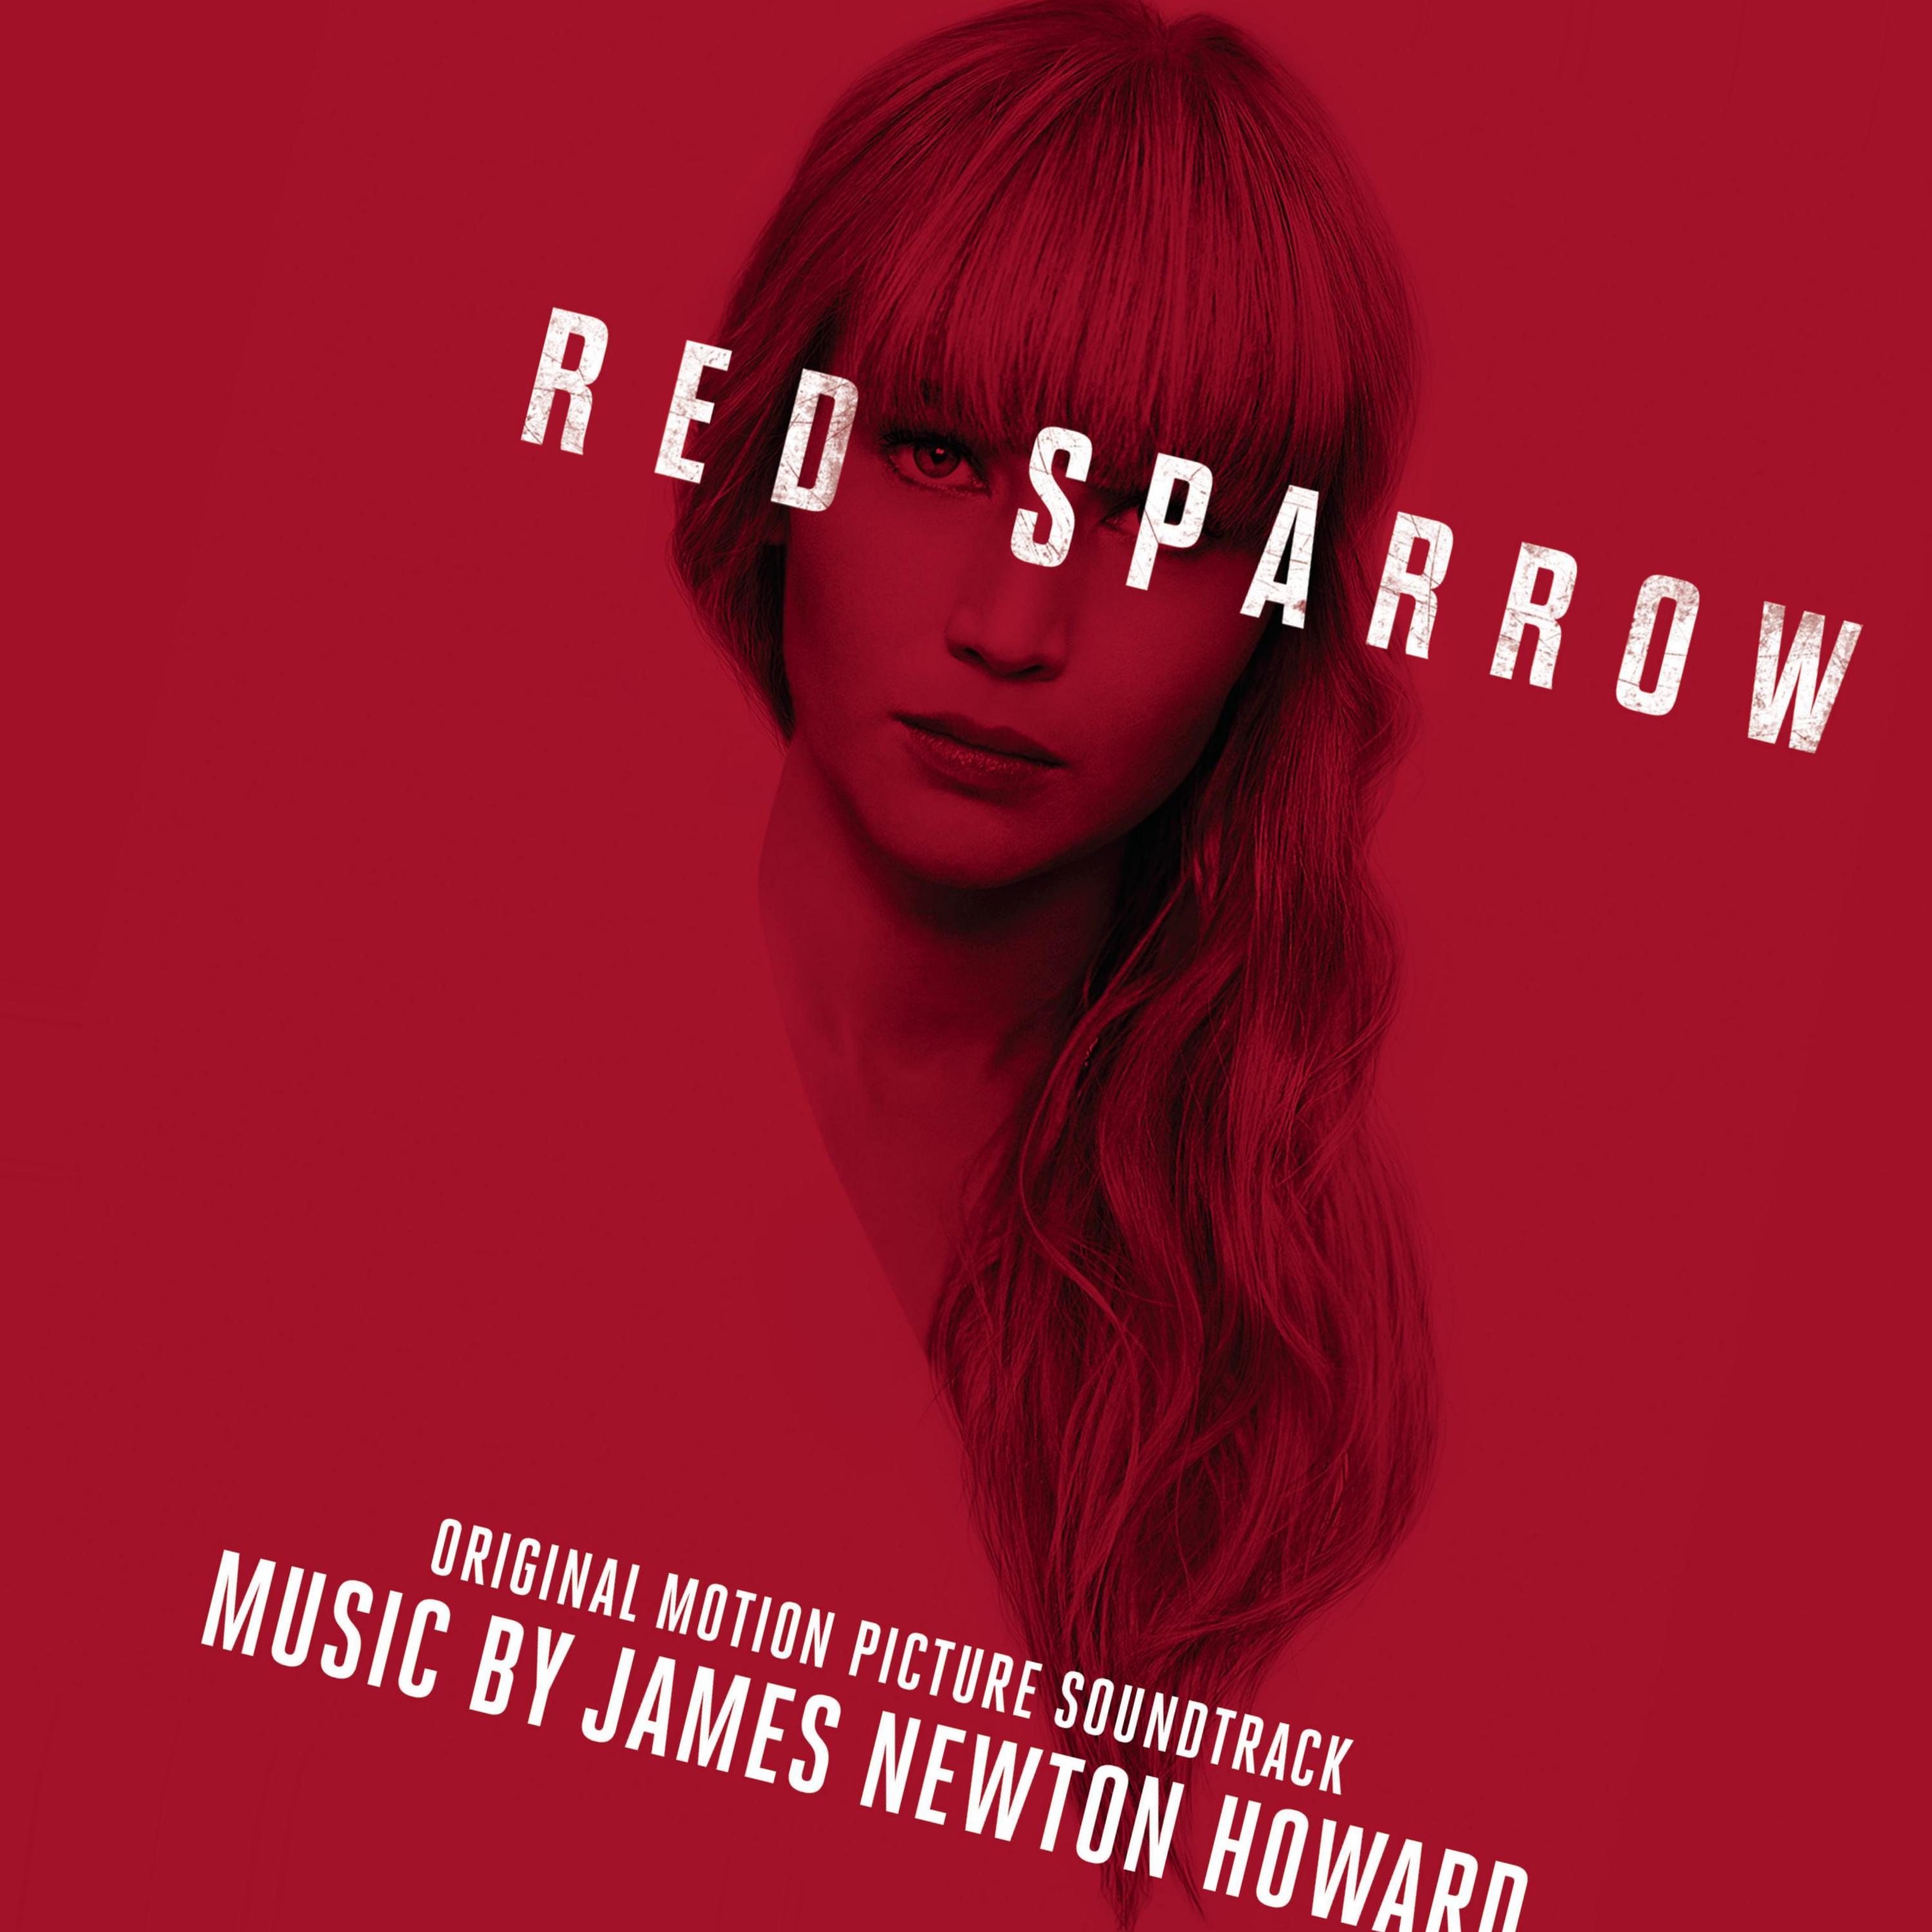 RED SPARROW
ORIGINAL MOTION PICTURE SOUNDTRACK
MUSIC BY JAMES NEWTON HOWARD